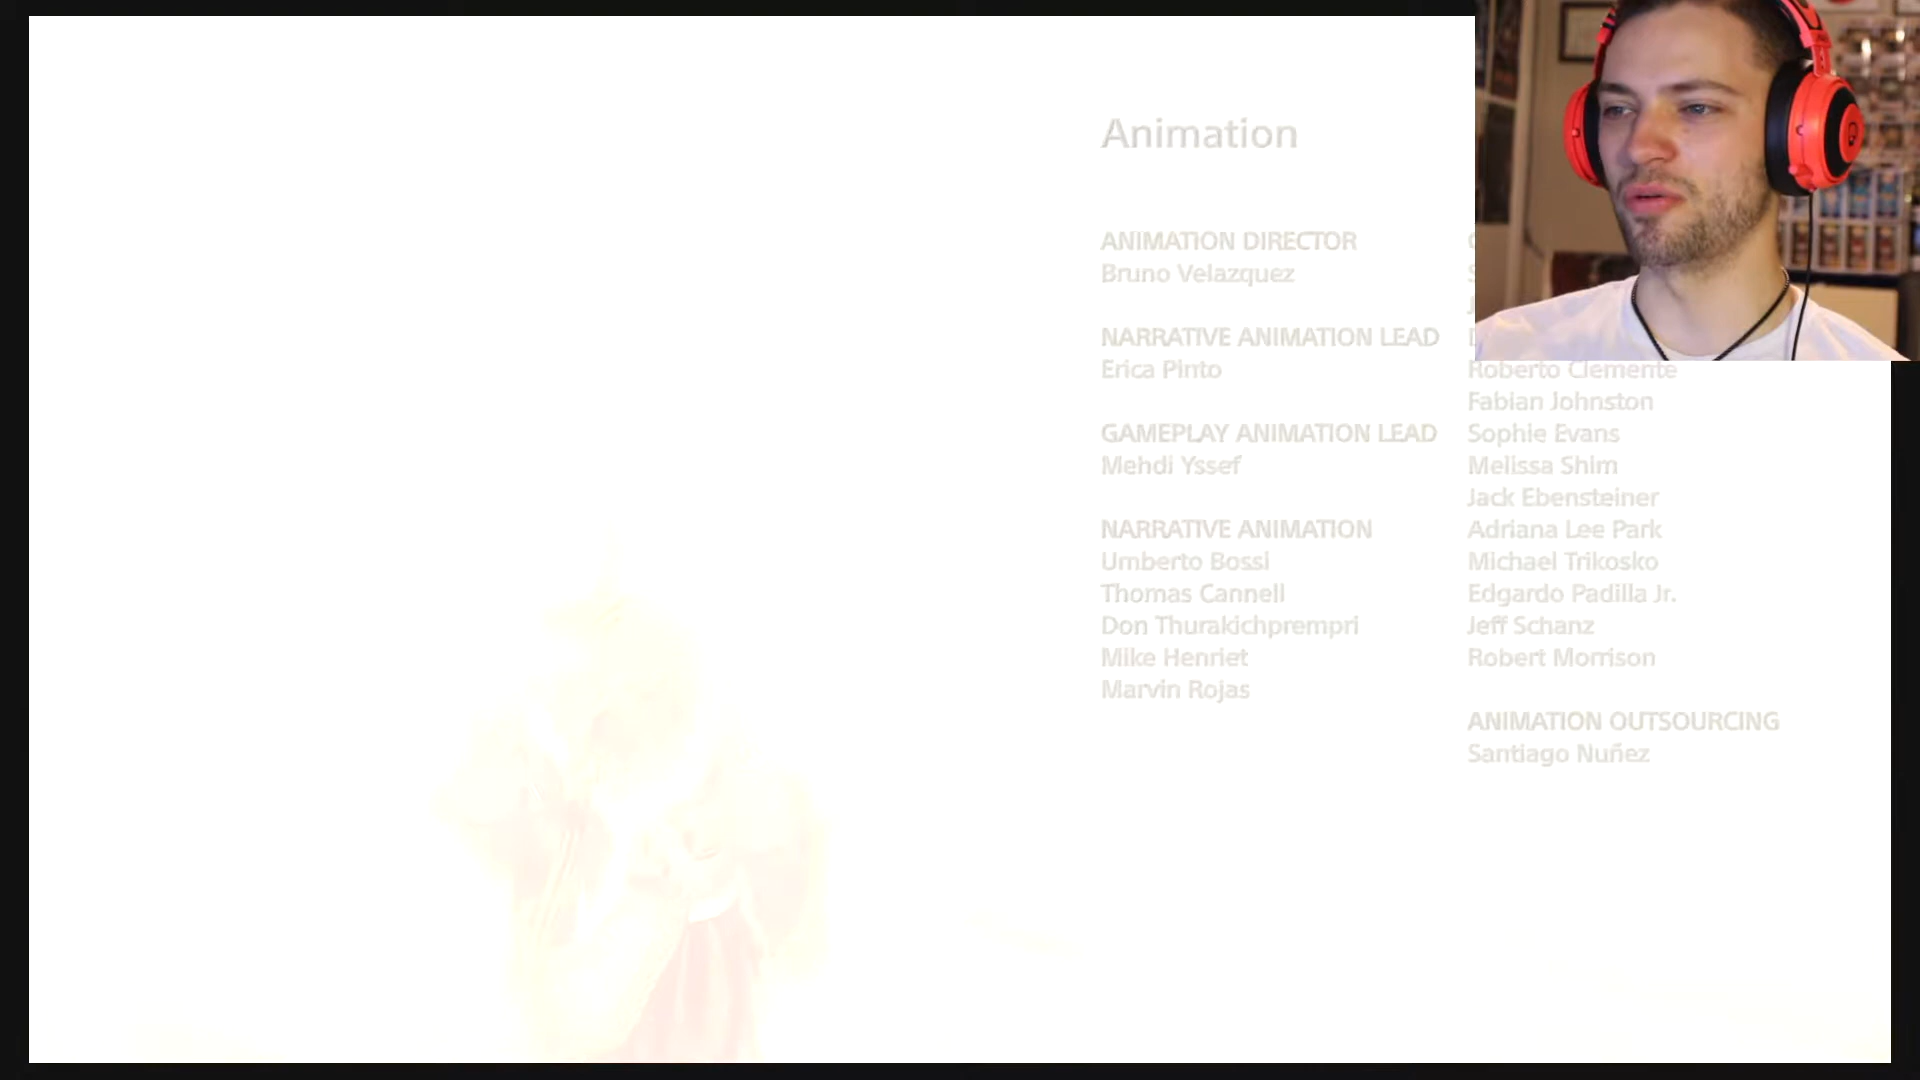 Animation
ANIMATION DIRECTOR
Bruno Velazquez
NARRATIVE ANIMATION LEAD
Erica Pinto
GAMEPLAY ANIMATION LEAD
Mehdi Yssef
NARRATIVE ANIMATION
Umberto Bossi
Thomas Cannell
Don Thurakichprempri
Mike Henriet
Marvin Rojas
Roberto Clemente
Fabian Johnston
Sophie Evans
Melissa Shim
Jack Ebensteiner
Adriana Lee Park
Michael Trikosko
Edgardo Padilla Jr.
Jeff Schanz
Robert Morrison
ANIMATION OUTSOURCING
Santiago Nuñez